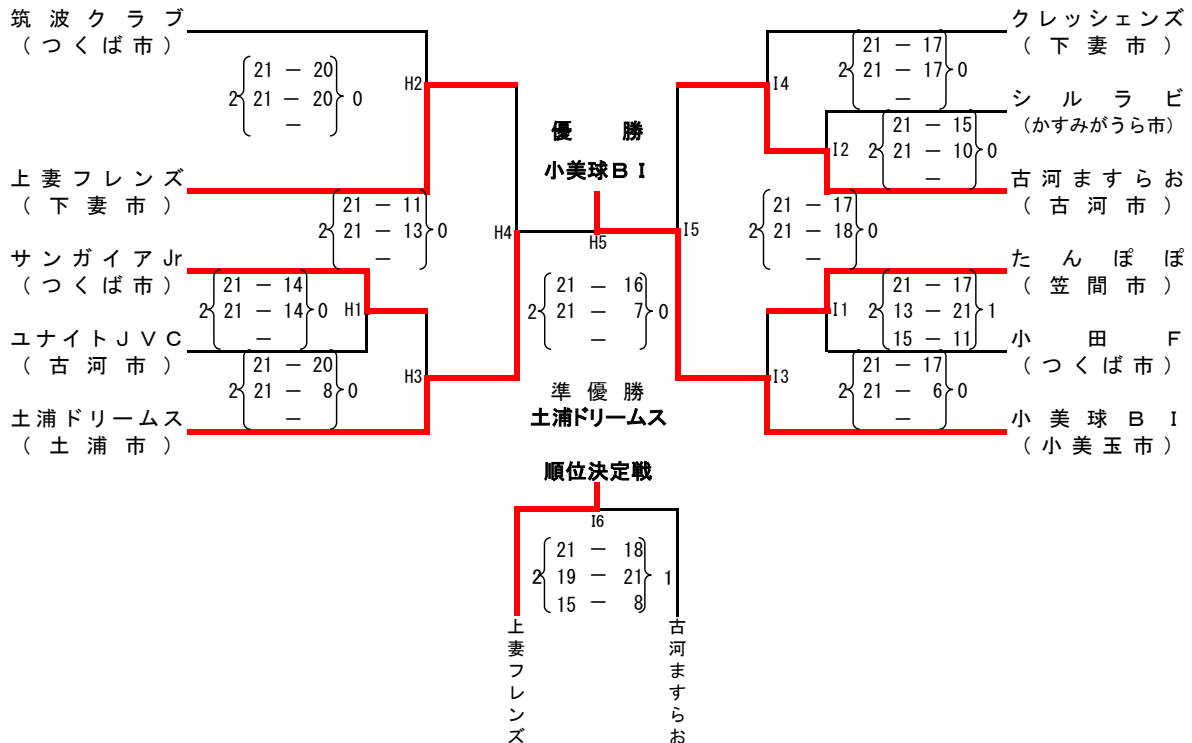 筑波クラブ
（つくば市）
21 － 20
2 21 － 20 0
－
H2
上妻フレンズ
（下妻市）
21 － 11
2 21 － 13 0
－
H4
サンガイアJr
（つくば市）
21 － 14
2 21 － 14 0
－
H1
ユナイトＪＶＣ
（古河市）
21 － 20
2 21 － 8 0
－
H3
土浦ドリームス
（土浦市）
優　勝
小美球ＢＩ
H5
21 － 16
2 21 － 7 0
－
準優勝
土浦ドリームス
クレッシェンズ
（下妻市）
21 － 17
2 21 － 17 0
－
I4
シルラビ
（かすみがうら市）
21 － 15
2 21 － 10 0
－
I2
古河ますらお
（古河市）
21 － 17
2 21 － 18 0
－
I5
たんぽぽ
（笠間市）
21 － 17
2 13 － 21 1
15 － 11
I1
小田Ｆ
（つくば市）
21 － 17
2 21 － 6 0
－
I3
小美球ＢＩ
（小美玉市）
順位決定戦
I6
21 － 18
2 19 － 21 1
15 － 8
上妻フレンズ
古河ますらお